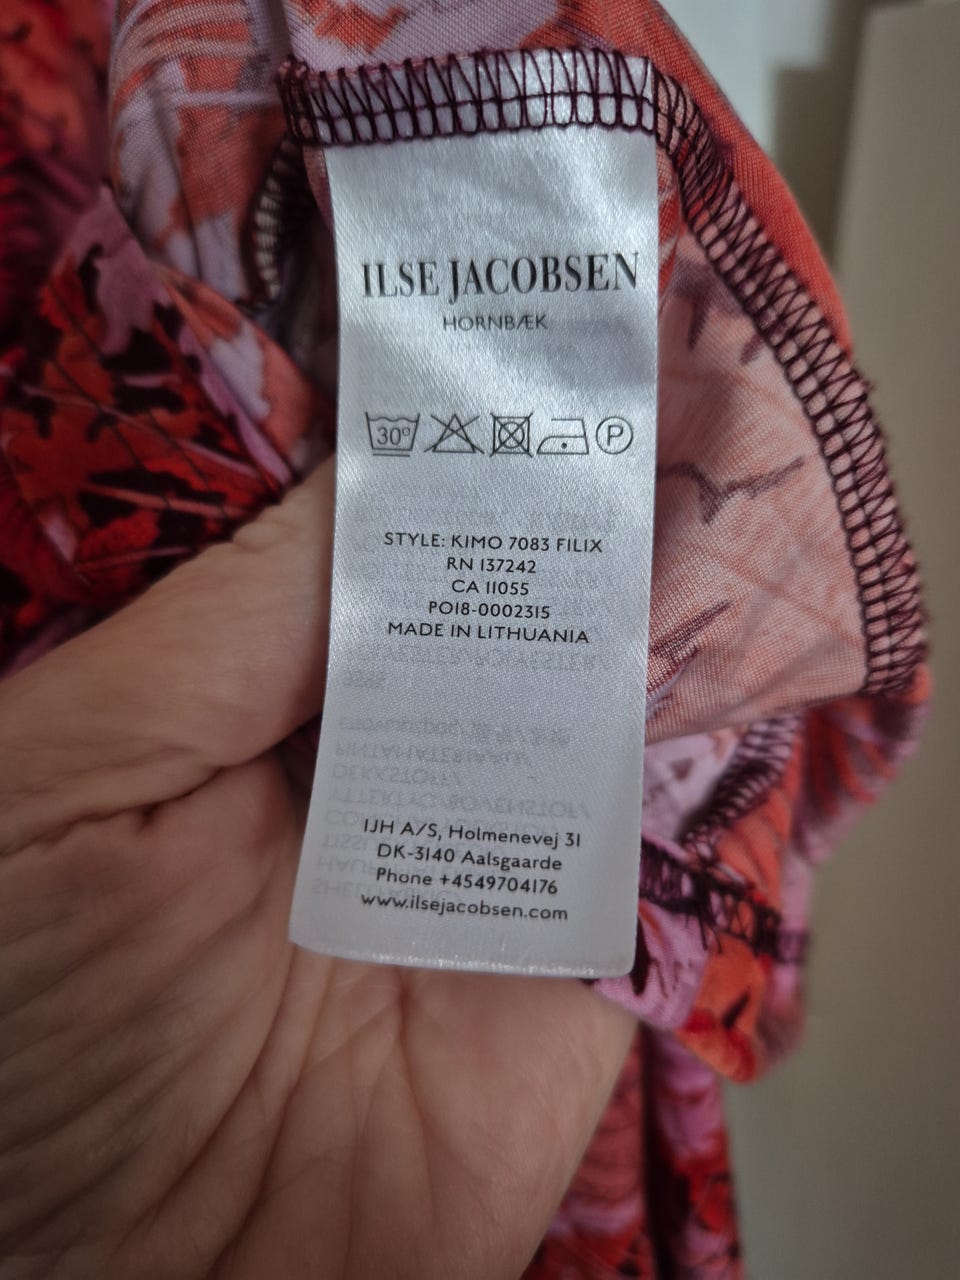 ILSE JACOBSEN
HORNBÆK
30° P
STYLE: KIMO 7083 FILIX
RN 137242
CA 11055
PO18-0002315
MADE IN LITHUANIA
IJH A/S, Holmenevej 31
DK-3140 Aalsgaarde
Phone +4549704176
www.ilsejacobsen.com